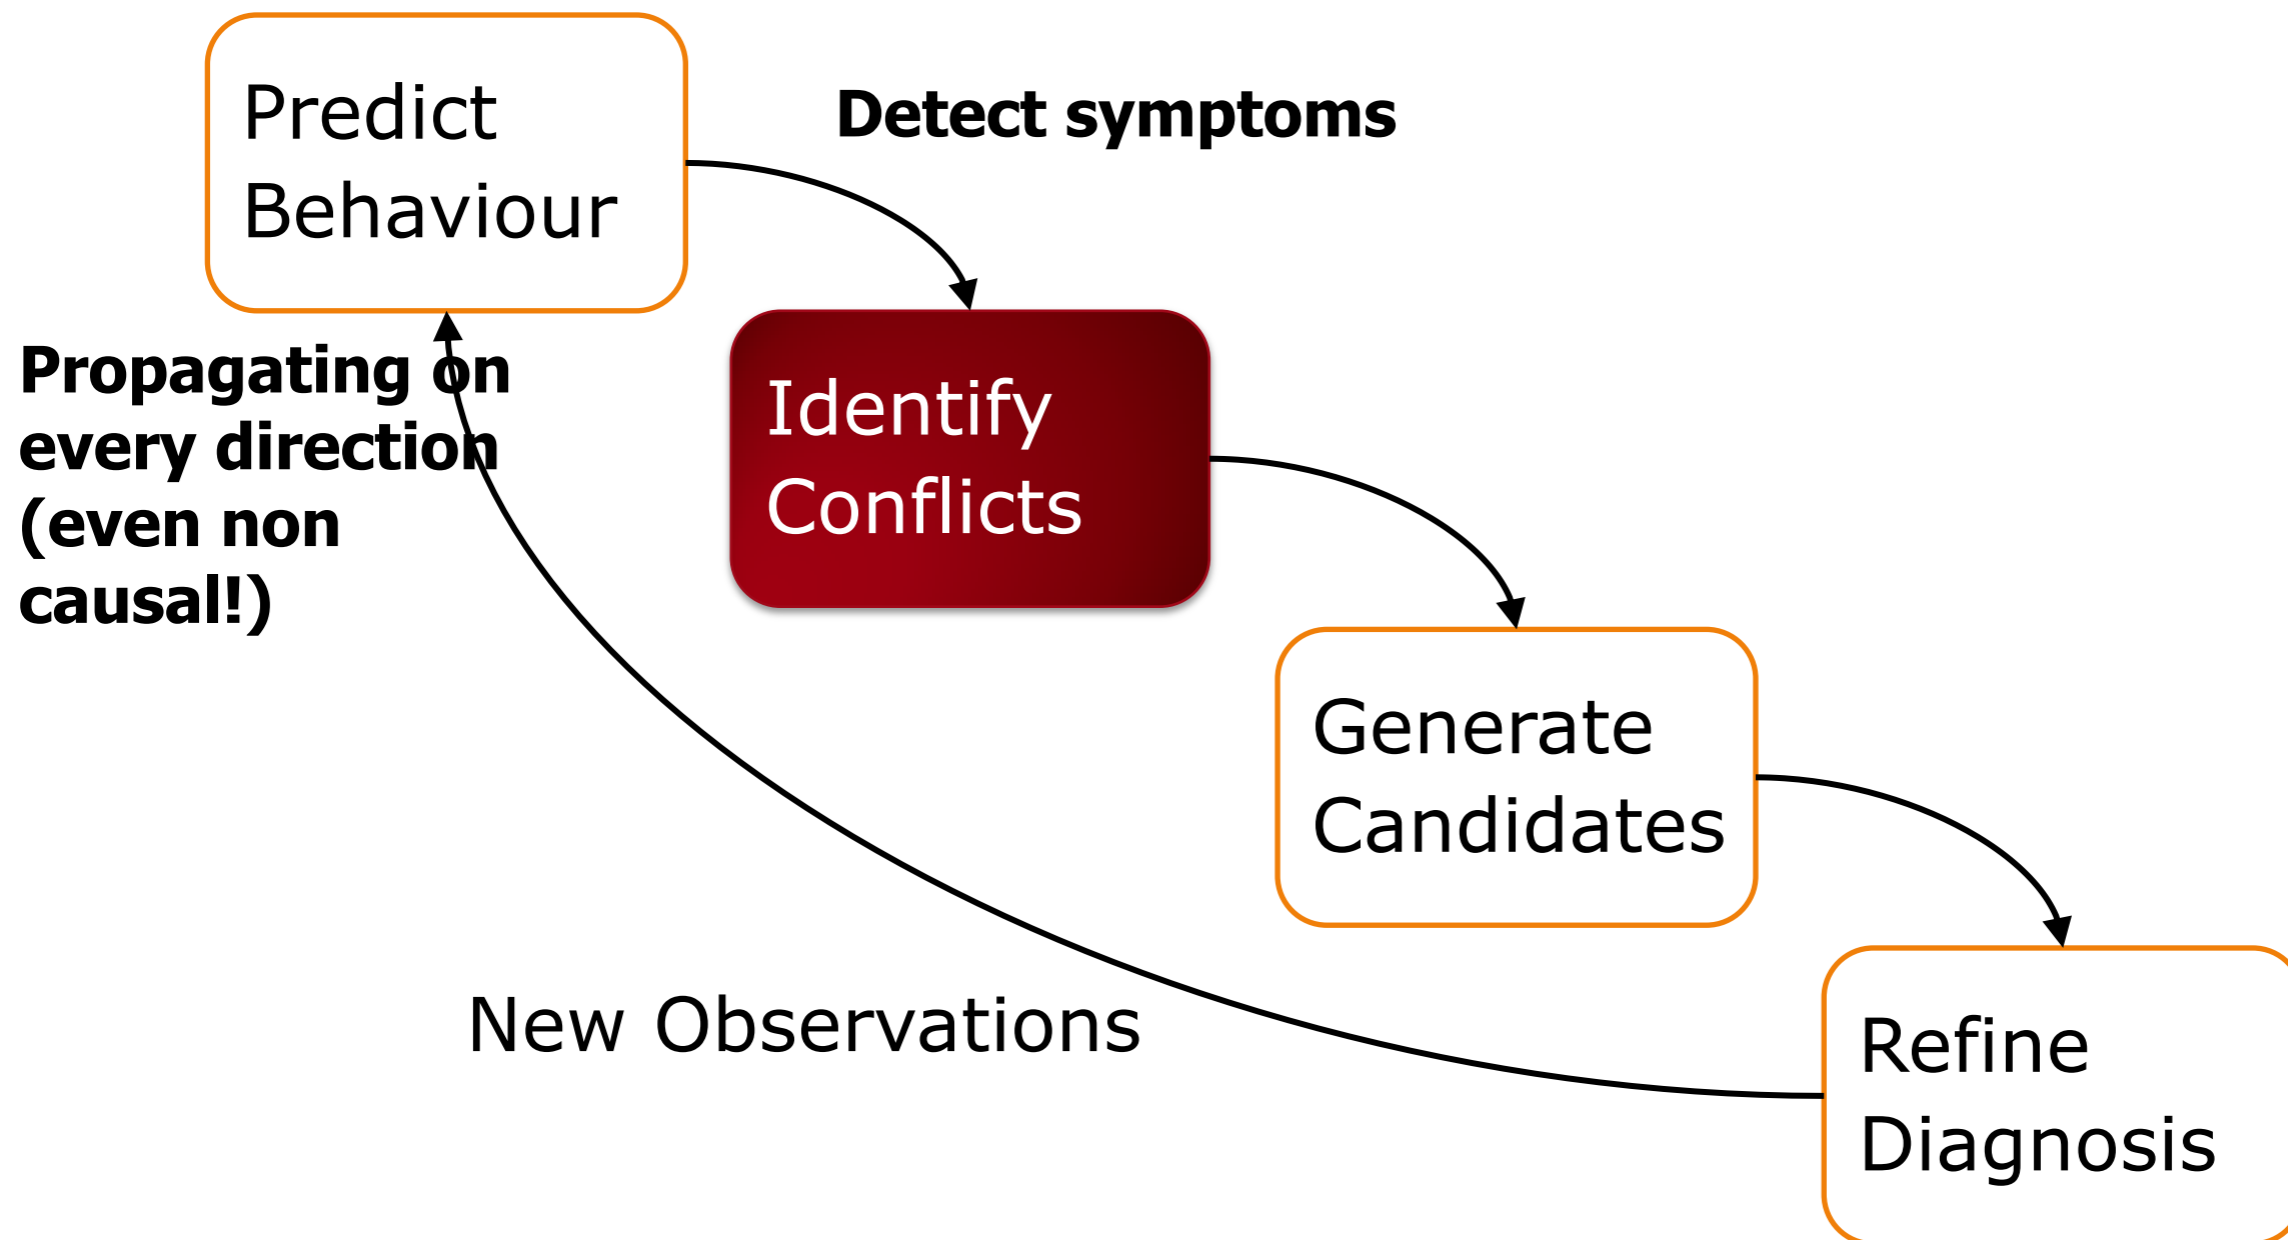 Predict
Behaviour
Detect symptoms
Propagating on
every direction
(even non
causal!)
Identify
Conflicts
Generate
Candidates
New Observations
Refine
Diagnosis